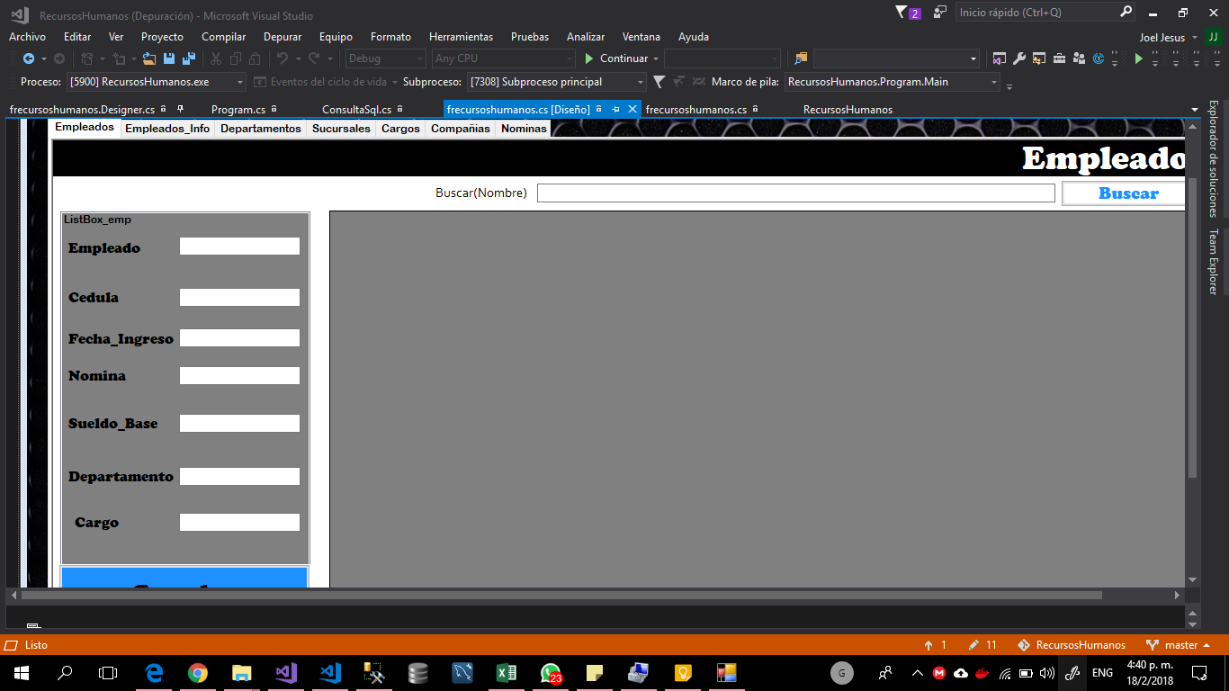 RecursosHumanos (Depuración) - Microsoft Visual Studio
2
Inicio rápido (Ctrl+Q)
Archivo Editar Ver Proyecto Compilar Depurar Equipo Formato Herramientas Pruebas Analizar Ventana Ayuda
Joel Jesus
JJ
Debug
Any CPU
Continuar
Proceso: [5900] RecursosHumanos.exe
Eventos del ciclo de vida
Subproceso: [7308] Subproceso principal
Marco de pila: RecursosHumanos.Program.Main
frecursoshumanos.Designer.cs
Program.cs
ConsultaSql.cs
frecursoshumanos.cs [Diseño]
frecursoshumanos.cs
RecursosHumanos
Explorador de soluciones
Team Explorer
Empleados Empleados_Info Departamentos Sucursales Cargos Compañias Nominas
Empleado
Buscar(Nombre)
Buscar
ListBox_emp
Empleado
Cedula
Fecha_Ingreso
Nomina
Sueldo_Base
Departamento
Cargo
Listo
1
11
RecursosHumanos
master
23
G
ENG
4:40 p. m.
18/2/2018